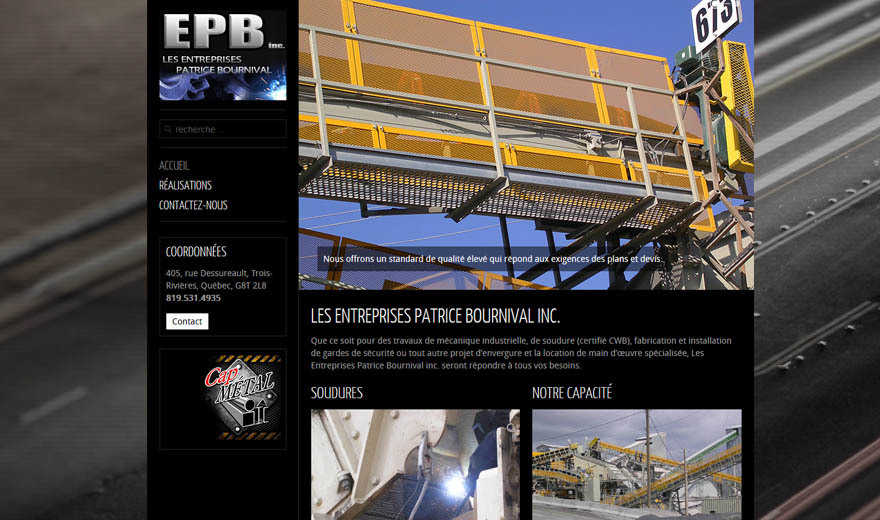 EPB inc.
LES ENTREPRISES
PATRICE BOURNIVAL
recherche ...
ACCUEIL
RÉALISATIONS
CONTACTEZ-NOUS
COORDONNÉES
405, rue Dessureault, Trois-
Rivières, Québec, G8T 2L8
819.531.4935
Contact
Cap
MÉTAL
673
Nous offrons un standard de qualité élevé qui répond aux exigences des plans et devis.
LES ENTREPRISES PATRICE BOURNIVAL INC.
Que ce soit pour des travaux de mécanique industrielle, de soudure (certifié CWB), fabrication et installation
de gardes de sécurité ou tout autre projet d'envergure et la location de main d'œuvre spécialisée, Les
Entreprises Patrice Bournival inc. seront répondre à tous vos besoins.
SOUDURES
NOTRE CAPACITÉ